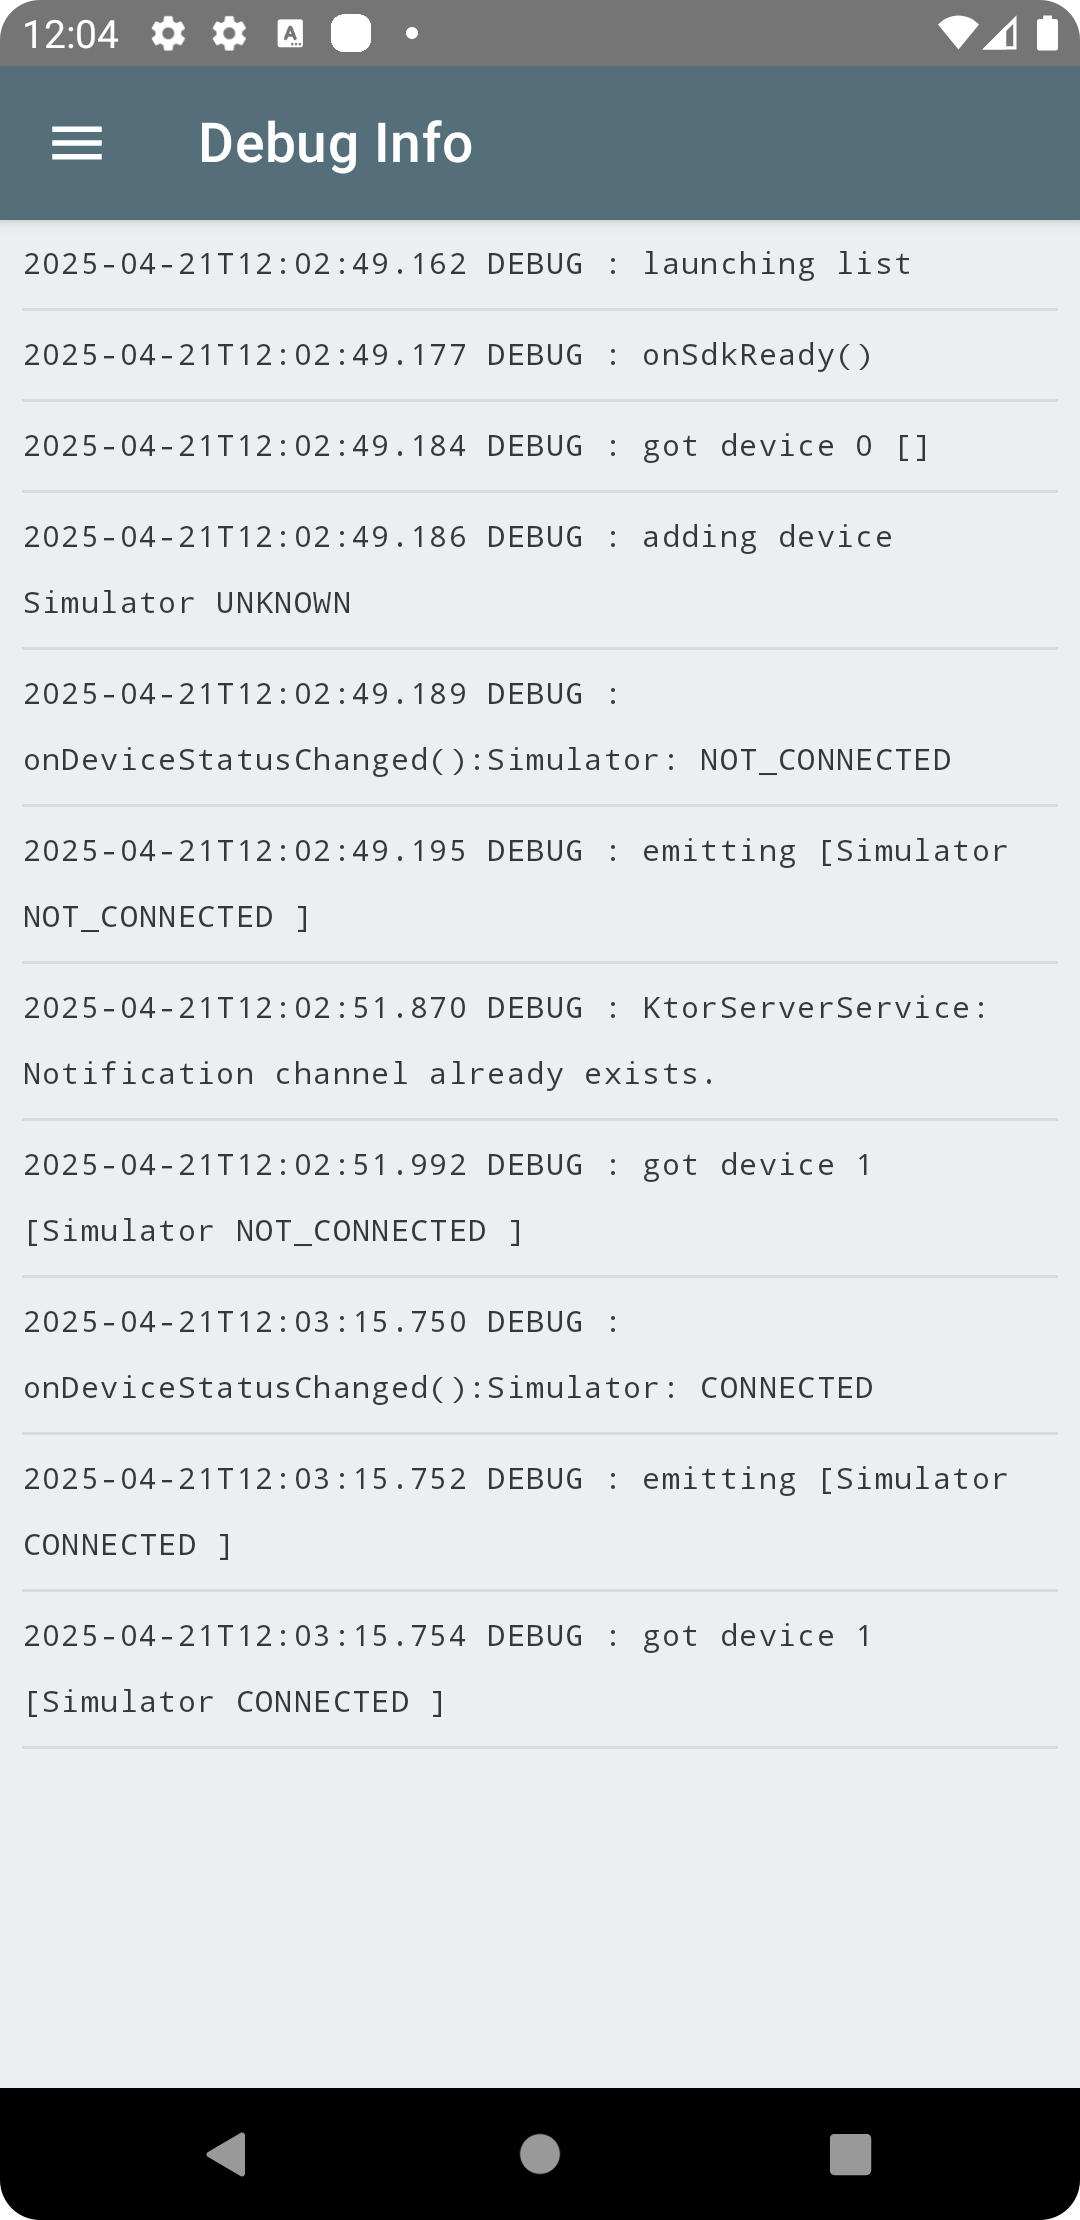 12:04
Debug Info
2025-04-21T12:02:49.162 DEBUG : launching list
2025-04-21T12:02:49.177 DEBUG : onSdkReady()
2025-04-21T12:02:49.184 DEBUG : got device 0 []
2025-04-21T12:02:49.186 DEBUG : adding device
Simulator UNKNOWN
2025-04-21T12:02:49.189 DEBUG :
onDeviceStatusChanged():Simulator: NOT_CONNECTED
2025-04-21T12:02:49.195 DEBUG : emitting [Simulator
NOT_CONNECTED ]
2025-04-21T12:02:51.870 DEBUG : KtorServerService:
Notification channel already exists.
2025-04-21T12:02:51.992 DEBUG : got device 1
[Simulator NOT_CONNECTED ]
2025-04-21T12:03:15.750 DEBUG :
onDeviceStatusChanged():Simulator: CONNECTED
2025-04-21T12:03:15.752 DEBUG : emitting [Simulator
CONNECTED ]
2025-04-21T12:03:15.754 DEBUG : got device 1
[Simulator CONNECTED ]